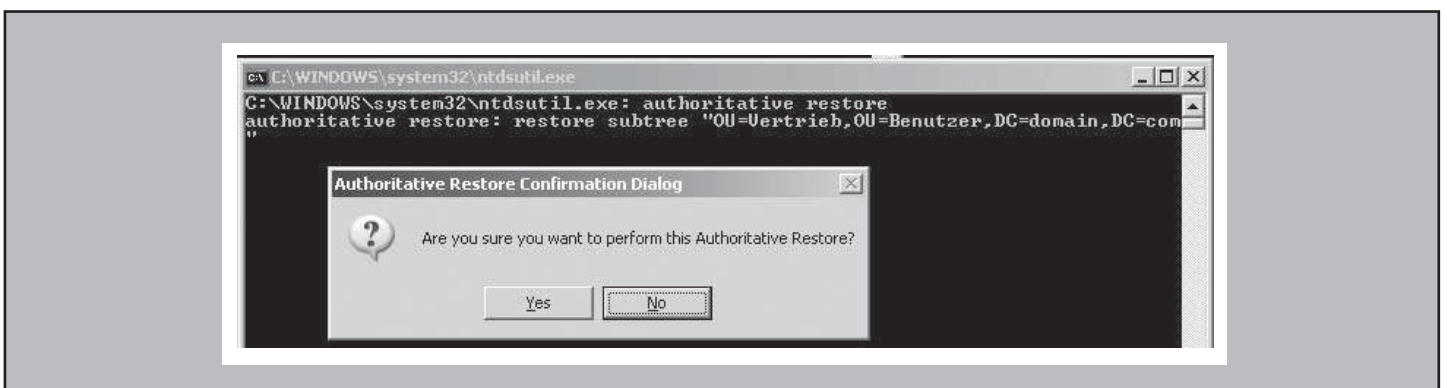 C:\WINDOWS\system32\ntdsutil.exe
C:\WINDOWS\system32\ntdsutil.exe: authoritative restore
authoritative restore: restore subtree "OU=Vertrieb,OU=Benutzer,DC=domain,DC=com
"
Authoritative Restore Confirmation Dialog
Are you sure you want to perform this Authoritative Restore?
Yes
No